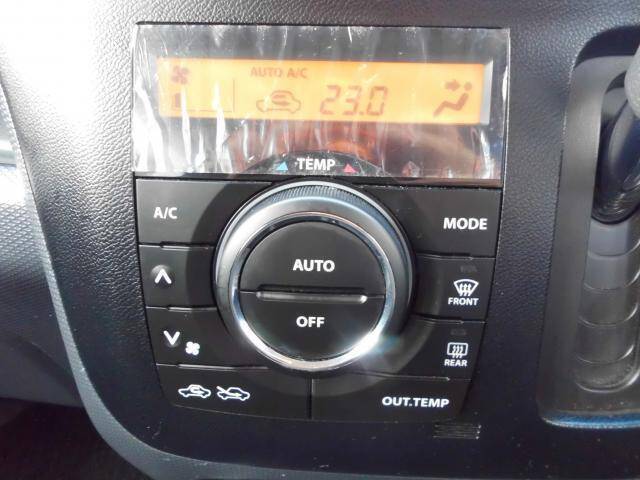 AUTO A/C
23.0
TEMP
A/C
MODE
AUTO
OFF
FRONT
REAR
OUT.TEMP